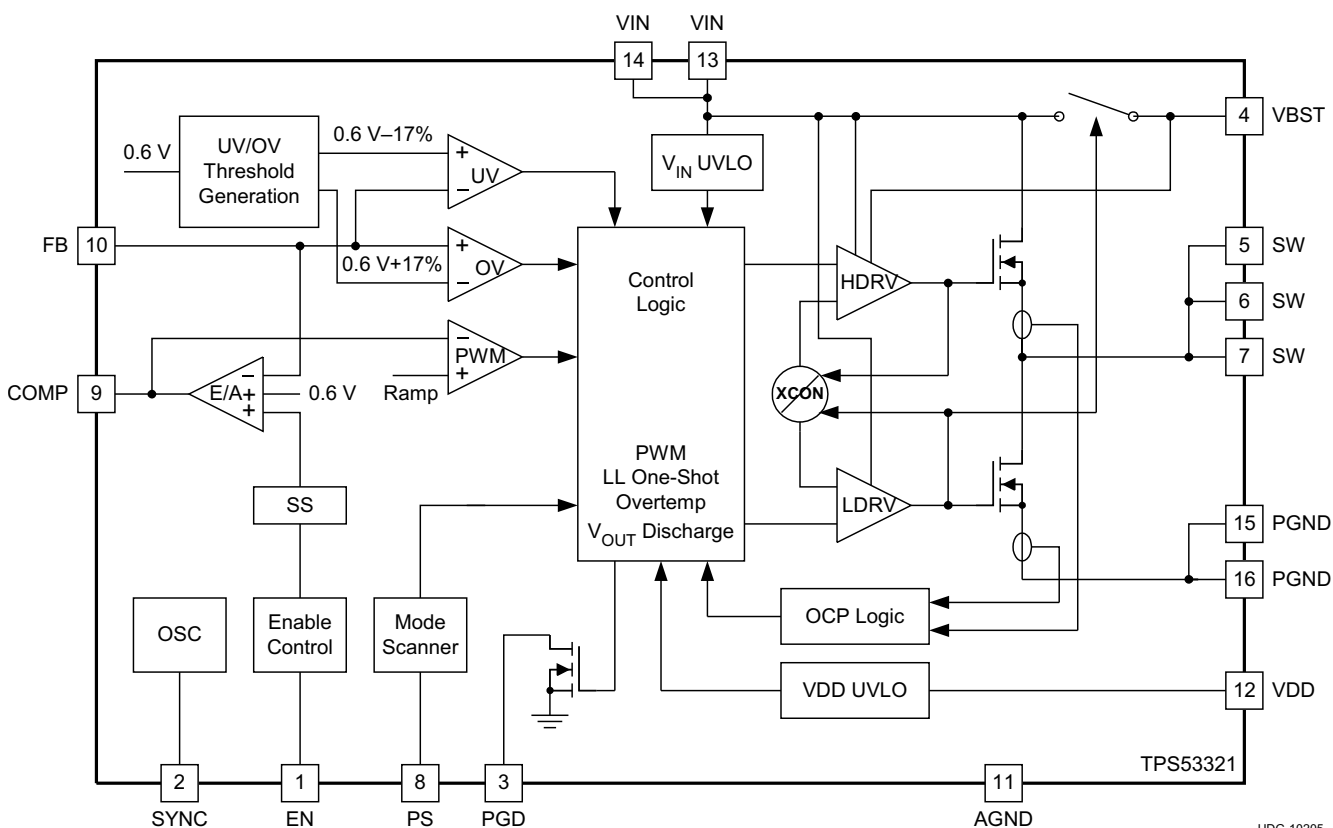 VIN VIN
14 13
4 VBST
0.6 V
UV/OV
Threshold
Generation
0.6 V–17%
+
UV
–
VIN UVLO
FB 10
0.6 V+17%
+
OV
–
Control
Logic
HDRV
5 SW
6 SW
7 SW
COMP 9
–
PWM
+
Ramp
–
E/A+
+
0.6 V
XCON
PWM
LL One-Shot
Overtemp
VOUT Discharge
LDRV
SS
15 PGND
16 PGND
OSC
Enable
Control
Mode
Scanner
OCP Logic
VDD UVLO
12 VDD
TPS53321
2 1 8 3 11
SYNC EN PS PGD AGND